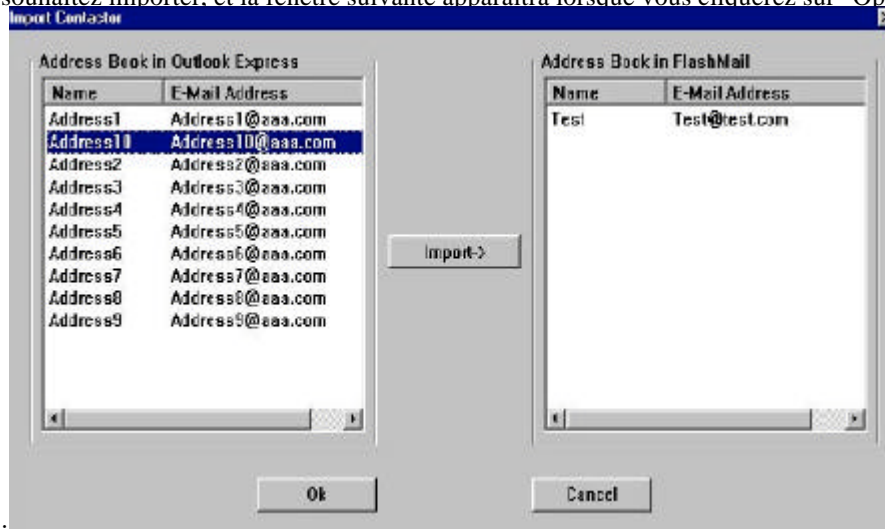 souhaitez importer, et la fenêtre suivante apparaîtra lorsque vous cliquerez sur "Op
Import Contactor
Address Book in Outlook Express
Name E-Mail Address
Address1 Address1@aaa.com
Address10 Address10@aaa.com
Address2 Address2@aaa.com
Address3 Address3@aaa.com
Address4 Address4@aaa.com
Address5 Address5@aaa.com
Address6 Address6@aaa.com
Address7 Address7@aaa.com
Address8 Address8@aaa.com
Address9 Address9@aaa.com
Import->
Address Book in FlashMail
Name E-Mail Address
Test Test@test.com
Ok
Cancel
.